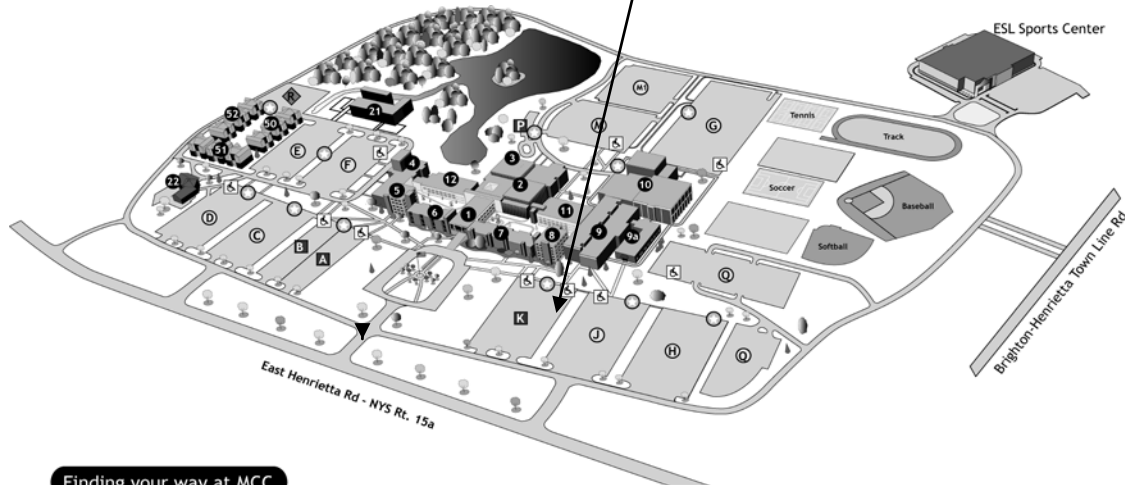 ESL Sports Center
M1
R
52
21
Tennis
50
P
M
G
Track
E
51
F
4
3
12
2
10
22
5
Soccer
Baseball
6
1
11
D
7
8
9
9a
C
B
Softball
A
Q
K
J
H
Q
Brighton-Henrietta Town Line Rd
East Henrietta Rd - NYS Rt. 15a
Finding your way at MCC